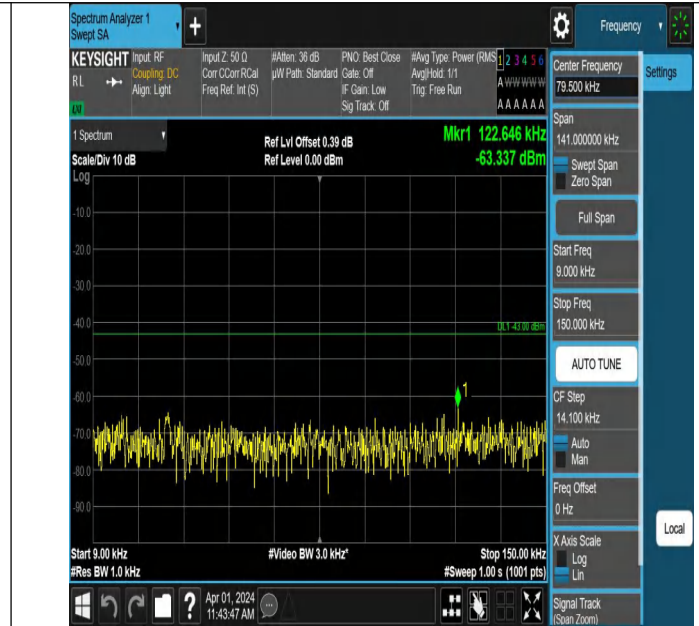 Spectrum Analyzer 1
Swept SA
+
Frequency
KEYSIGHT
RL
LXI
Input: RF
Coupling: DC
Align: Light
Input Z: 50 Ω
Corr CCorr RCal
Freq Ref: Int (S)
#Atten: 36 dB
µW Path: Standard
PNO: Best Close
Gate: Off
IF Gain: Low
Sig Track: Off
#Avg Type: Power (RMS
Avg|Hold: 1/1
Trig: Free Run
1 2 3 4 5 6
A W W W W W
A A A A A A
1 Spectrum
Scale/Div 10 dB
Log
Ref Lvl Offset 0.39 dB
Ref Level 0.00 dBm
Mkr1 122.646 kHz
-63.337 dBm
-10.0
-20.0
-30.0
-40.0
DL1 -43.00 dBm
-50.0
-60.0
1
-70.0
-80.0
-90.0
Start 9.00 kHz
#Res BW 1.0 kHz
#Video BW 3.0 kHz*
Stop 150.00 kHz
#Sweep 1.00 s (1001 pts)
?
Apr 01, 2024
11:43:47 AM
Center Frequency
79.500 kHz
Span
141.000000 kHz
Swept Span
Zero Span
Full Span
Start Freq
9.000 kHz
Stop Freq
150.000 kHz
AUTO TUNE
CF Step
14.100 kHz
Auto
Man
Freq Offset
0 Hz
X Axis Scale
Log
Lin
Signal Track
(Span Zoom)
Settings
Local